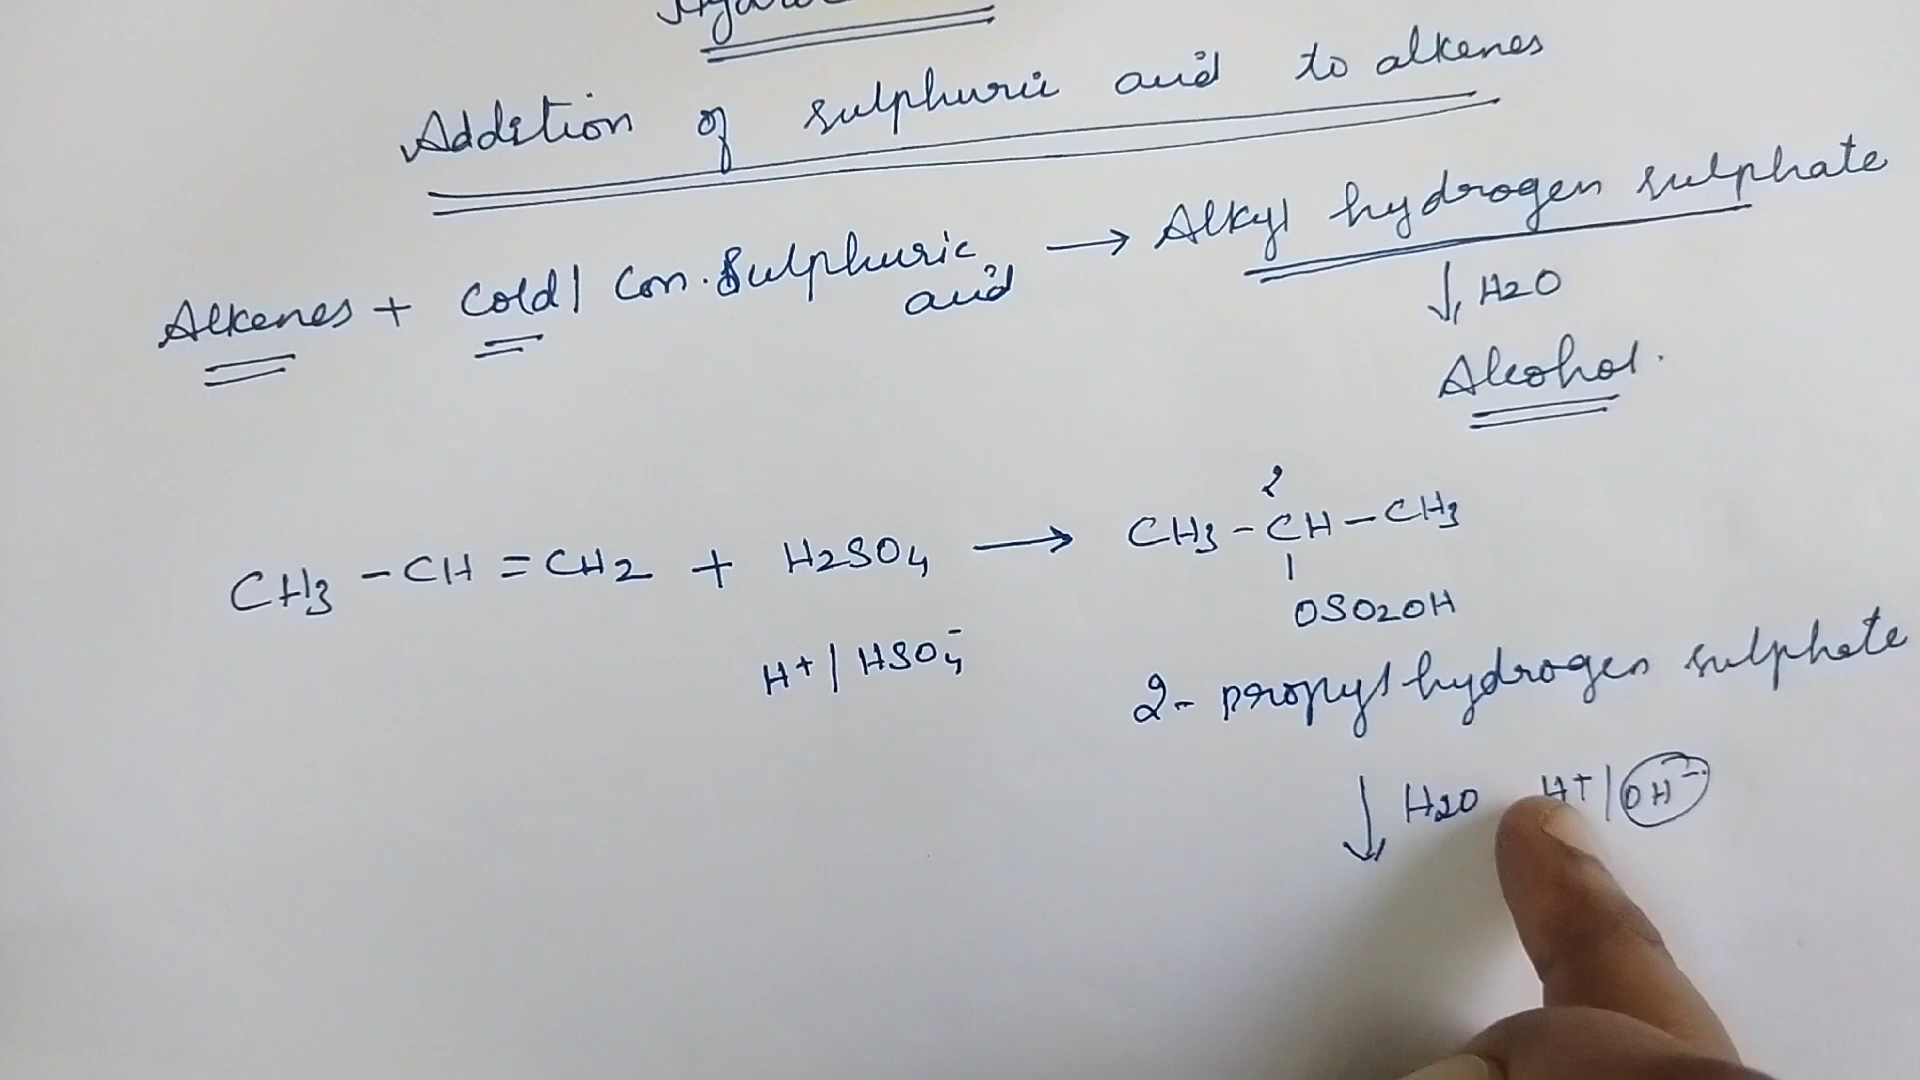 Addition of sulphuric acid to alkenes
Alkenes + Cold/ Con. Sulphuric acid → Alkyl hydrogen sulphate
↓ H2O
Alcohol.
CH3 - CH = CH2 + H2SO4 → CH3 - CH - CH3
2
OSO2OH
H+ / HSO4-
2- propyl hydrogen sulphate
↓ H2O H+ / OH-